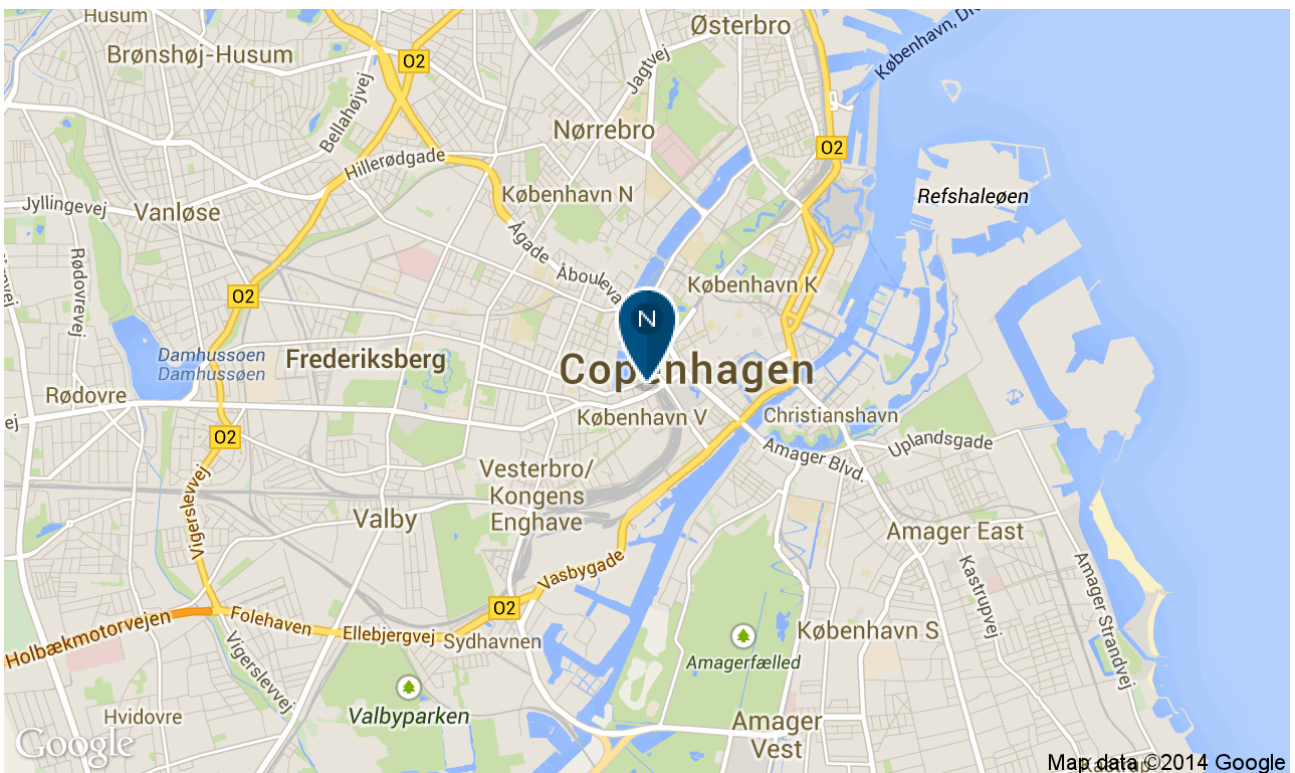 Husum
Østerbro
Brønshøj-Husum
O2
København,
Jagtvej
Bellahøjvej
Nørrebro
O2
Hillerødgade
København N
Refshaleøen
Jyllingevej
Vanløse
Ågade
Rødovrevej
Åbouleva
København K
O2
N
Damhussoen
Damhussøen
Frederiksberg
Copenhagen
Rødovre
København V
Christianshavn
O2
Uplandsgade
Amager Blvd.
Vesterbro/
Kongens
Enghave
Vigerslevvej
Valby
Amager East
Vasbygade
Kastrupvej
Amager Strandvej
O2
Folehaven
Ellebjergvej
Sydhavnen
København S
Holbækmotorvejen
Vigerslevvej
Amagerfælled
Valbyparken
Hvidovre
Amager
Vest
Google
Map data ©2014 Google